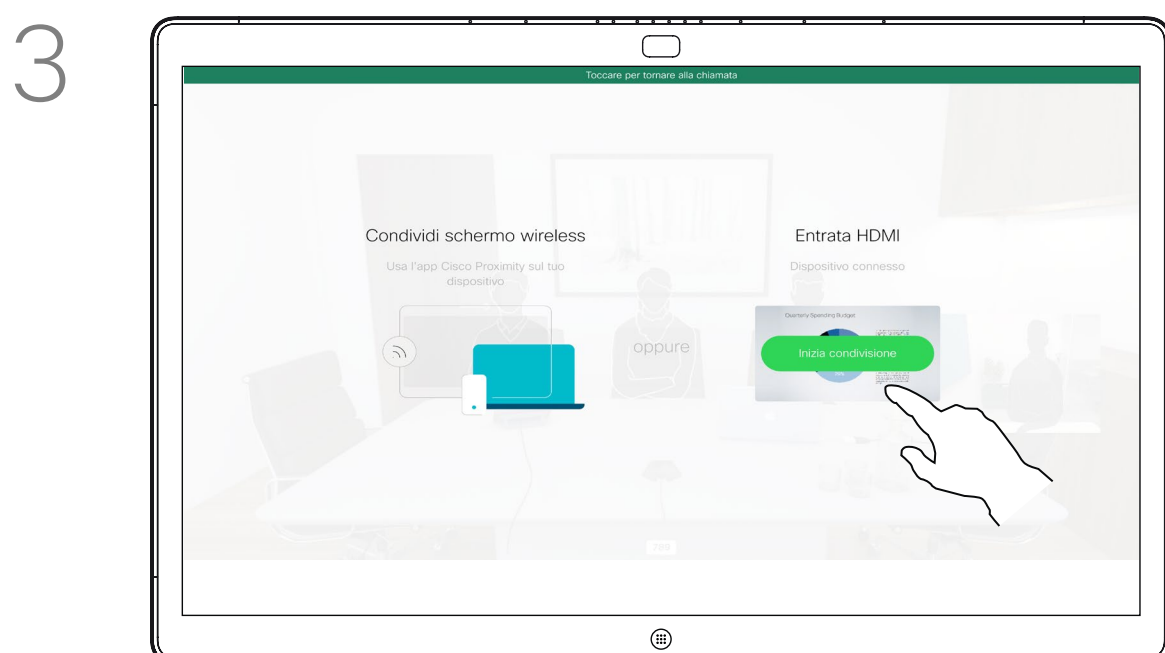 3
Toccare per tornare alla chiamata
Condividi schermo wireless
Usa l'app Cisco Proximity sul tuo
dispositivo
oppure
Entrata HDMI
Dispositivo connesso
Quarterly Spending Budget
Inizia condivisione